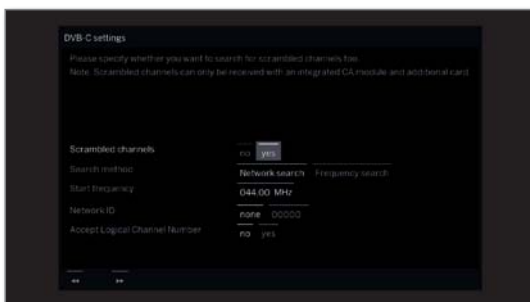 DVB-C settings
Please specify whether you want to search for scrambled channels too.
Note: Scrambled channels can only be received with an integrated CA module and additional card
Scrambled channels no yes
Search method Network search Frequency search
Start frequency 044.00 MHz
Network ID none 00000
Accept Logical Channel Number no yes